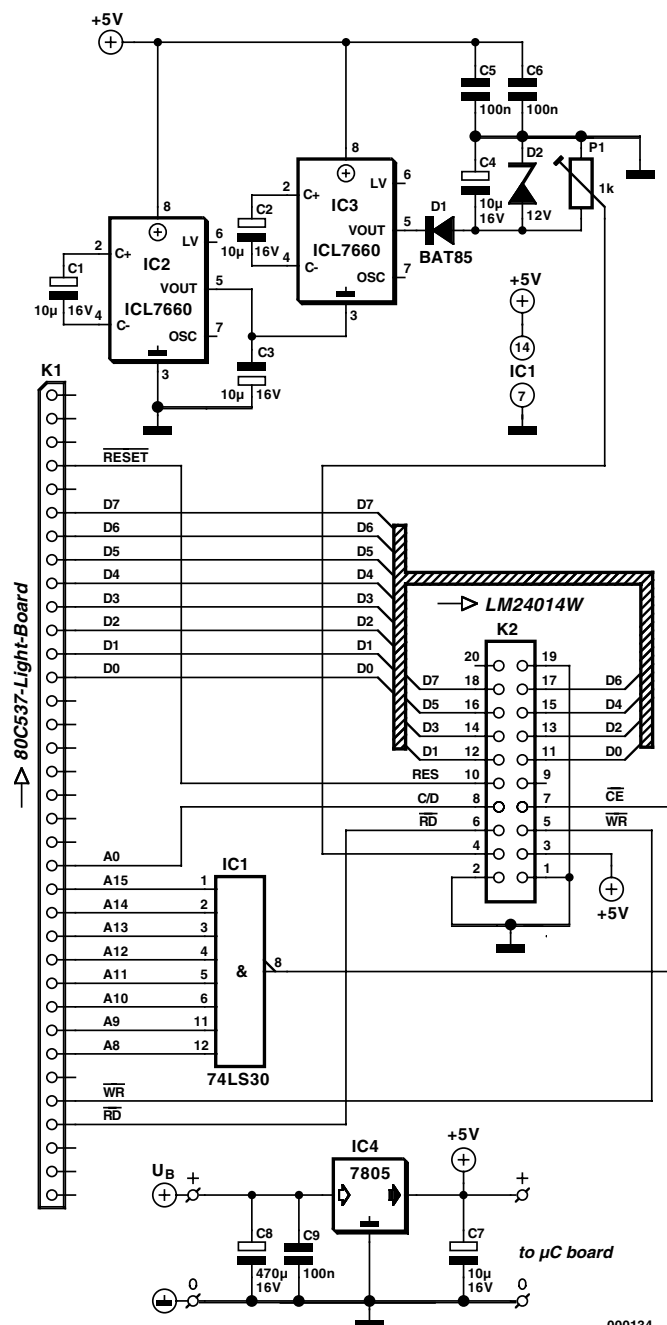 +5V
C5
C6
100n
100n
8
8
2
C+
IC3
ICL7660
LV
6
VOUT
5
OSC
7
C-
4
3
C2
10µ
16V
D1
BAT85
C4
10µ
16V
D2
12V
P1
1k
2
C+
IC2
ICL7660
LV
6
VOUT
5
OSC
7
C-
4
3
C1
10µ
16V
C3
10µ
16V
+5V
14
IC1
7
K1
80C537-Light-Board
RESET
D7
D7
D6
D6
D5
D5
D4
D4
D3
D3
D2
D2
D1
D1
D0
D0
LM24014W
K2
20
19
D7
18
17
D6
D5
16
15
D4
D3
14
13
D2
D1
12
11
D0
RES
10
9
C/D
8
7
CE
RD
6
5
WR
4
3
2
1
+5V
A0
IC1
A15
1
A14
2
A13
3
A12
4
A11
5
A10
6
A9
11
A8
12
&
8
74LS30
WR
RD
UB
+
IC4
7805
+5V
+
C8
470µ
16V
C9
100n
C7
10µ
16V
to µC board
0
0
000134